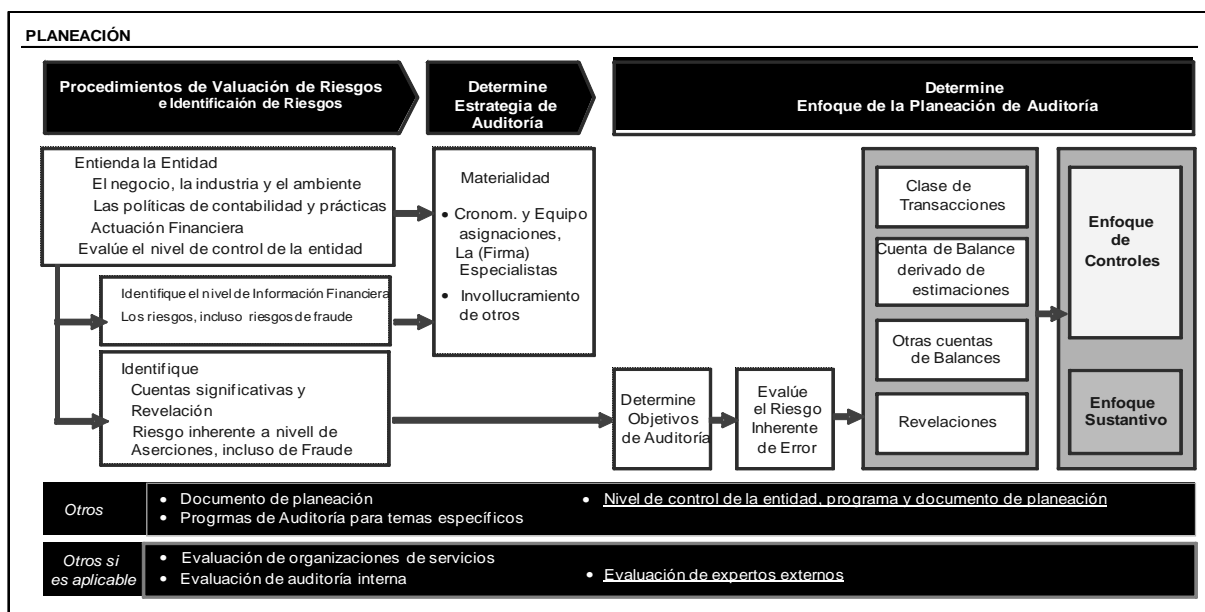 PLANEACIÓN
Procedimientos de Valuación de Riesgos
e Identificaión de Riesgos
Determine
Estrategia de
Auditoría
Determine
Enfoque de la Planeación de Auditoría
Entienda la Entidad
El negocio, la industria y el ambiente
Las políticas de contabilidad y prácticas
Actuación Financiera
Evalúe el nivel de control de la entidad
Identifique el nivel de Información Financiera
Los riesgos, incluso riesgos de fraude
Identifique
Cuentas significativas y
Revelación
Riesgo inherente a nivell de
Aserciones, incluso de Fraude
Materialidad
• Cronom. y Equipo
asignaciones,
La (Firma)
Especialistas
• Invollucramiento
de otros
Determine
Objetivos
de Auditoría
Evalúe
el Riesgo
Inherente
de Error
Clase de
Transacciones
Cuenta de Balance
derivado de
estimaciones
Otras cuentas
de Balances
Revelaciones
Enfoque
de
Controles
Enfoque
Sustantivo
Otros
• Documento de planeación
• Progrmas de Auditoría para temas específicos
• Nivel de control de la entidad, programa y documento de planeación
Otros si
es aplicable
• Evaluación de organizaciones de servicios
• Evaluación de auditoría interna
• Evaluación de expertos externos